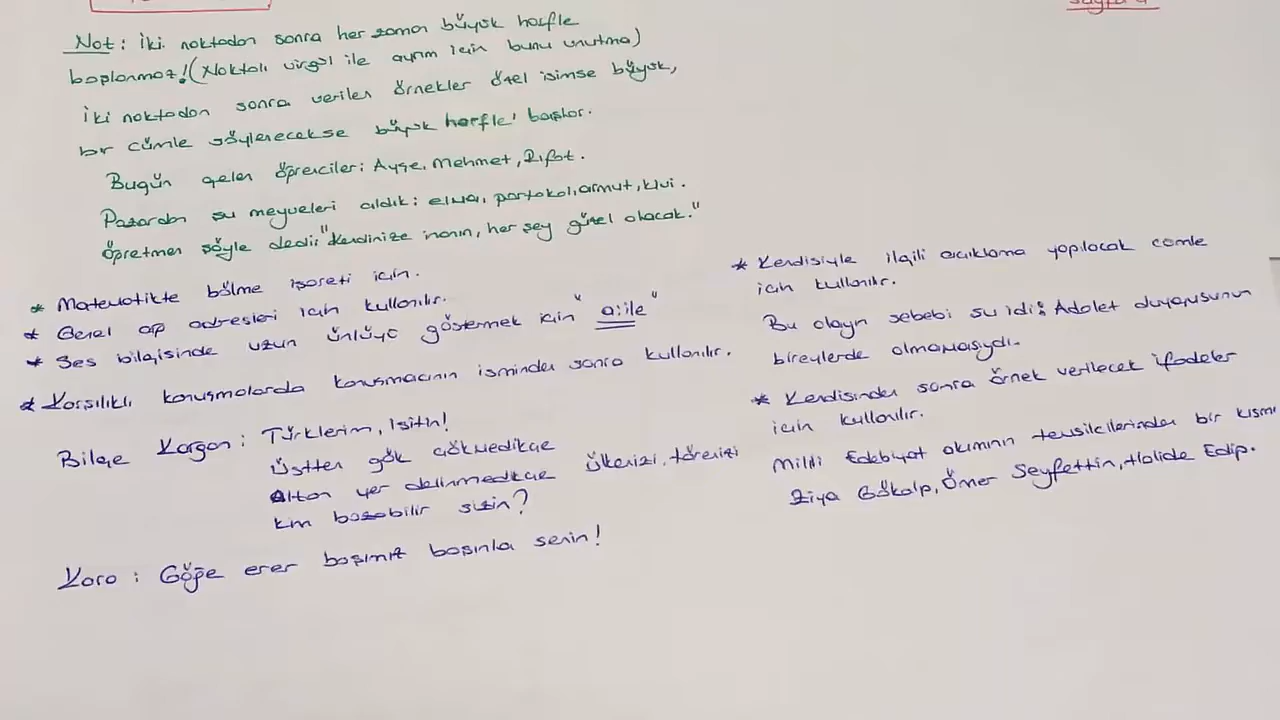 sayfa
Not: İki noktadan sonra her zaman büyük harfle
başlanmaz! (Noktalı virgül ile ayrım için bunu unutma)
İki noktadan sonra verilen örnekler özel isimse büyük,
bir cümle söylenecekse büyük harfle başlar.
Bugün gelen öğrenciler: Ayşe, Mehmet, Rıfat.
Pazardan şu meyveleri aldık: elma, portakal, armut, kivi.
Öğretmen şöyle dedi: "Kendinize inanın, her şey güzel olacak."
* Matematikte bölme işareti için.
* Genel ağ adresleri için kullanılır.
* Ses bilgisinde uzun ünlüyü göstermek için "a:ile"
* Karşılıklı konuşmalarda konuşmacının isminden sonra kullanılır.
Bilge Kağan: Türklerim, İşitin!
Üstten gök çökmedikçe
Alttan yer delinmedikçe ülkenizi, törenizi
kim bozabilir sizin?
Koro: Göğe erer başımız başınla senin!
* Kendisiyle ilgili açıklama yapılacak cümle
için kullanılır.
Bu olayın sebebi şu idi: Adalet duygusunun
bireylerde olmamasıydı.
* Kendisinden sonra örnek verilecek ifadeler
için kullanılır.
Milli Edebiyat akımının temsilcilerinden bir kısmı
Ziya Gökalp, Ömer Seyfettin, Halide Edip.